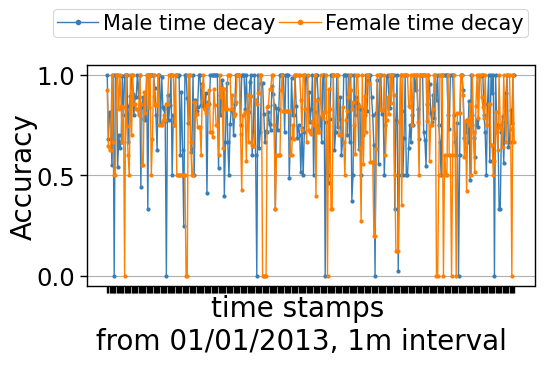 Male time decay Female time decay
1.0
0.5
0.0
Accuracy
time stamps
from 01/01/2013, 1m interval